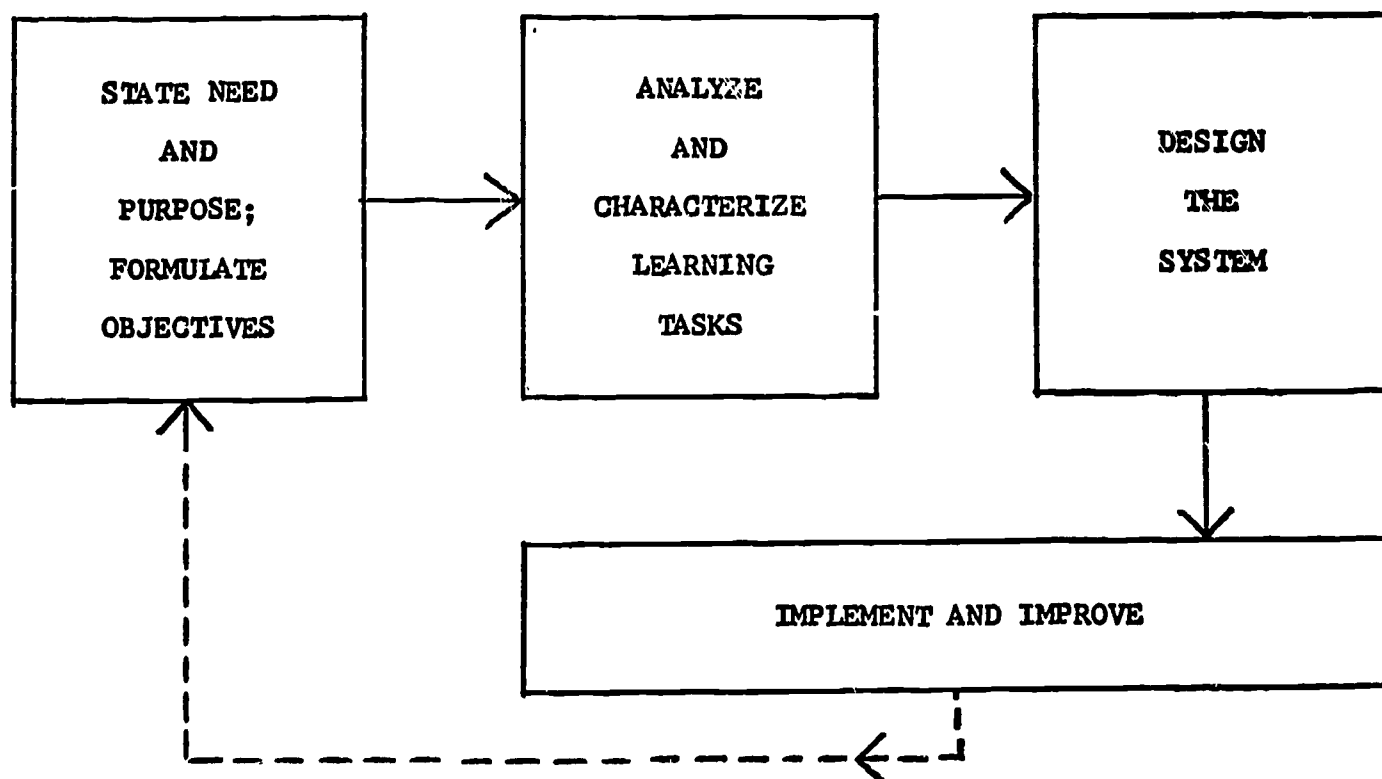 STATE NEED
AND
PURPOSE;
FORMULATE
OBJECTIVES
ANALYZE
AND
CHARACTERIZE
LEARNING
TASKS
DESIGN
THE
SYSTEM
IMPLEMENT AND IMPROVE